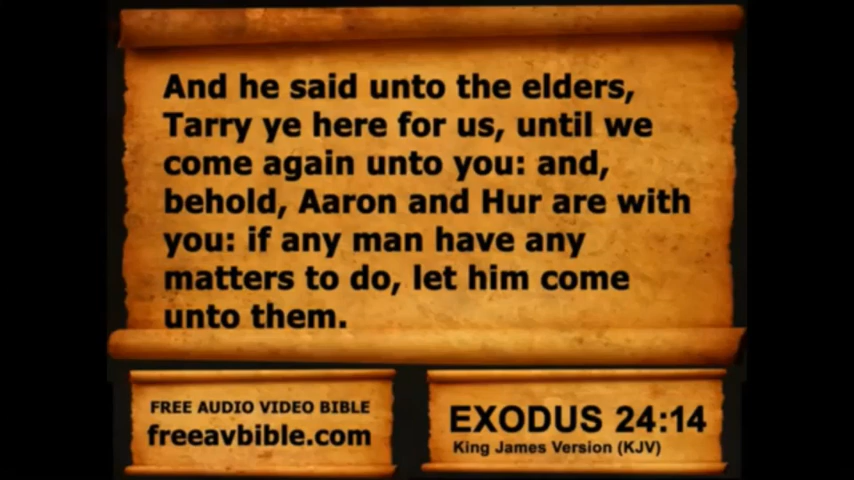 And he said unto the elders,
Tarry ye here for us, until we
come again unto you: and,
behold, Aaron and Hur are with
you: if any man have any
matters to do, let him come
unto them.
FREE AUDIO VIDEO BIBLE
freeavbible.com
EXODUS 24:14
King James Version (KJV)